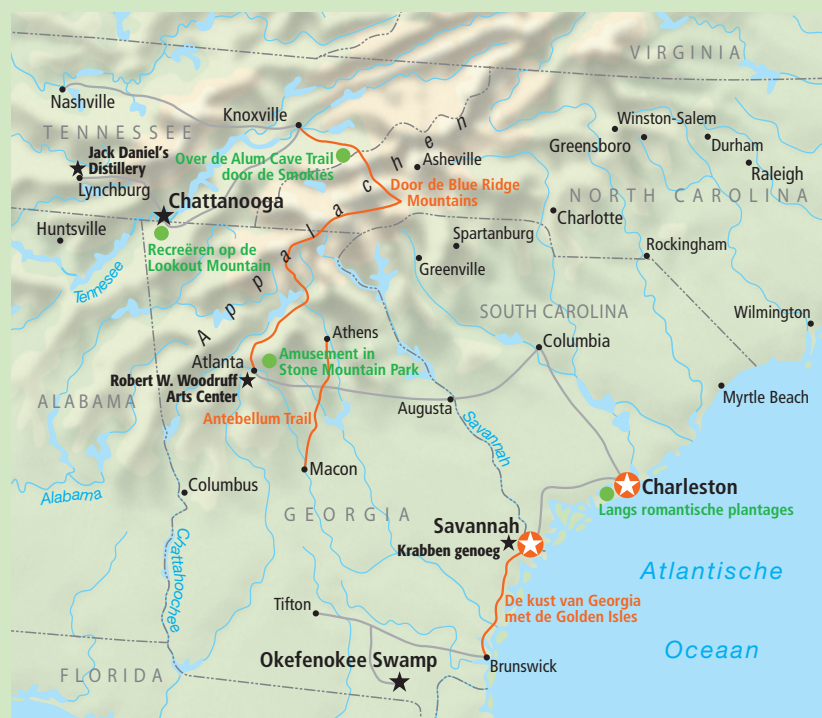 VIRGINIA
Nashville
Knoxville
TENNESSEE
Winston-Salem
Greensboro
Durham
Raleigh
Jack Daniel's
Distillery
Lynchburg
Over de Alum Cave Trail
door de Smokies
Asheville
Appalachen
Door de Blue Ridge
Mountains
NORTH CAROLINA
Chattanooga
Charlotte
Huntsville
Recreëren op de
Lookout Mountain
Spartanburg
Greenville
Rockingham
Tennesee
SOUTH CAROLINA
Wilmington
Athens
Columbia
Atlanta
Amusement in
Stone Mountain Park
Robert W. Woodruff
Arts Center
ALABAMA
Antebellum Trail
Augusta
Savannah
Myrtle Beach
Macon
Columbus
Alabama
GEORGIA
Charleston
Langs romantische plantages
Savannah
Krabben genoeg
Chattahoochee
Atlantische
Oceaan
De kust van Georgia
met de Golden Isles
Tifton
Okefenokee Swamp
Brunswick
FLORIDA